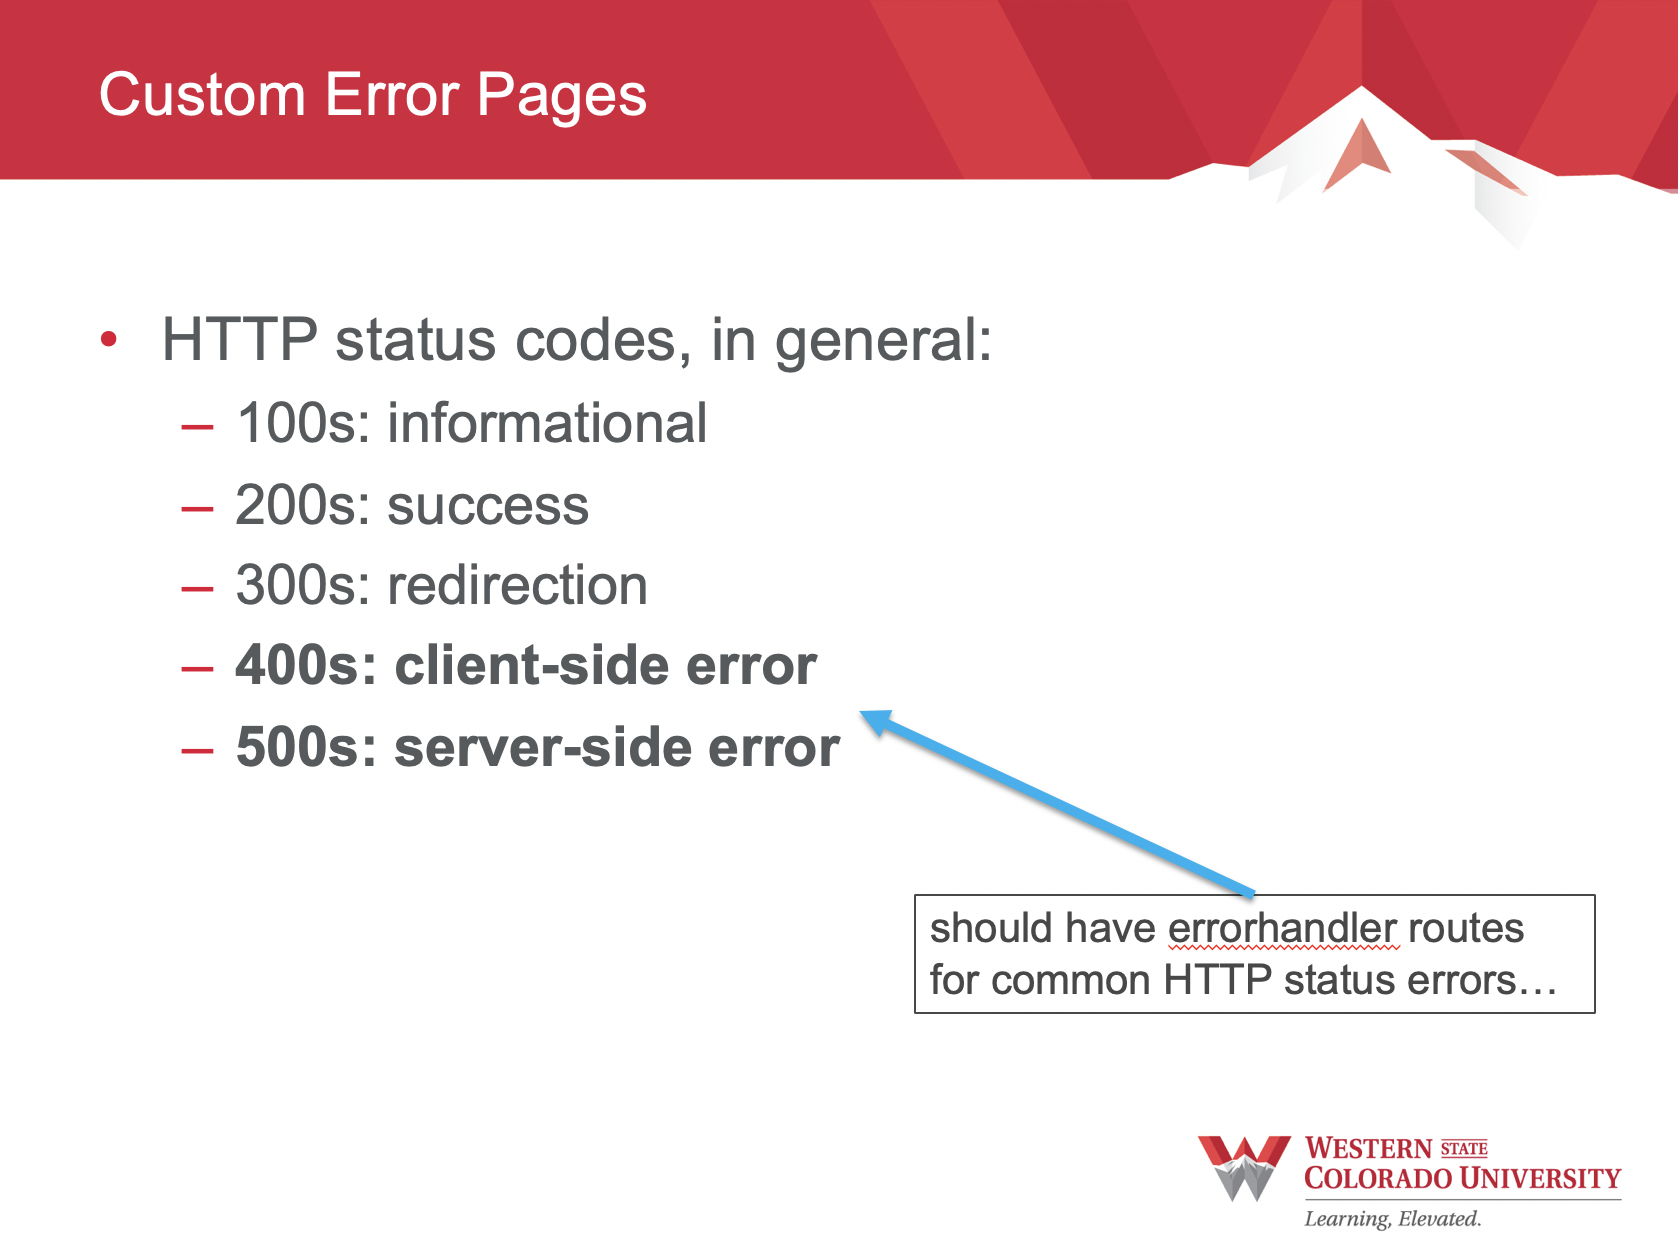 Custom Error Pages
• HTTP status codes, in general:
– 100s: informational
– 200s: success
– 300s: redirection
– 400s: client-side error
– 500s: server-side error
should have errorhandler routes
for common HTTP status errors…
WESTERN STATE
COLORADO UNIVERSITY
Learning, Elevated.